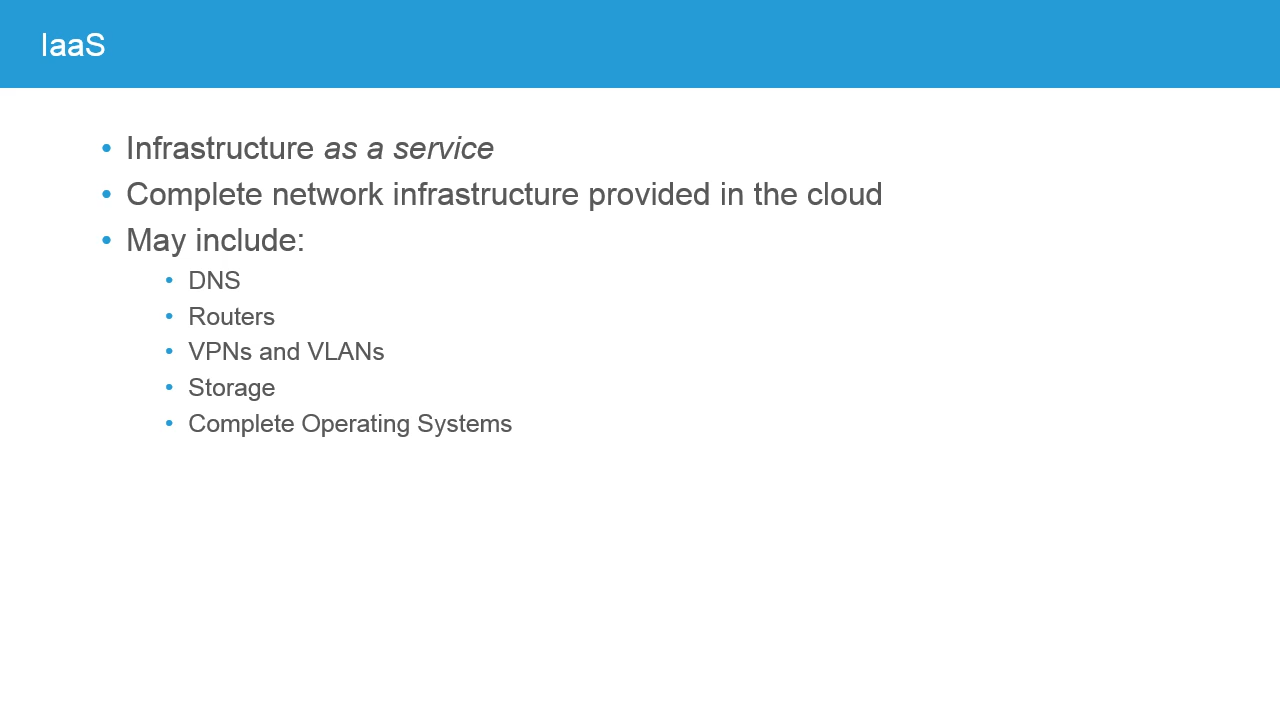 IaaS
• Infrastructure as a service
• Complete network infrastructure provided in the cloud
• May include:
• DNS
• Routers
• VPNs and VLANs
• Storage
• Complete Operating Systems